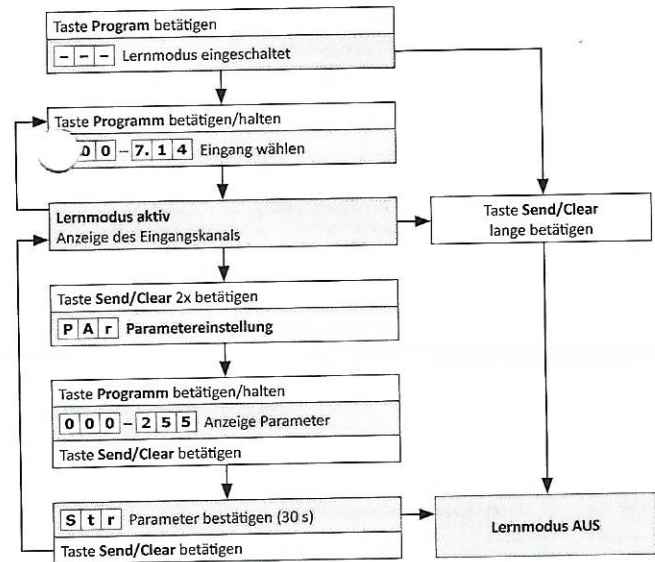 Taste Program betätigen
- - - Lernmodus eingeschaltet
Taste Programm betätigen/halten
0 0 – 7. 1 4 Eingang wählen
Lernmodus aktiv
Anzeige des Eingangskanals
Taste Send/Clear
lange betätigen
Taste Send/Clear 2x betätigen
P A r Parametereinstellung
Taste Programm betätigen/halten
0 0 0 – 2 5 5 Anzeige Parameter
Taste Send/Clear betätigen
S t r Parameter bestätigen (30 s)
Taste Send/Clear betätigen
Lernmodus AUS